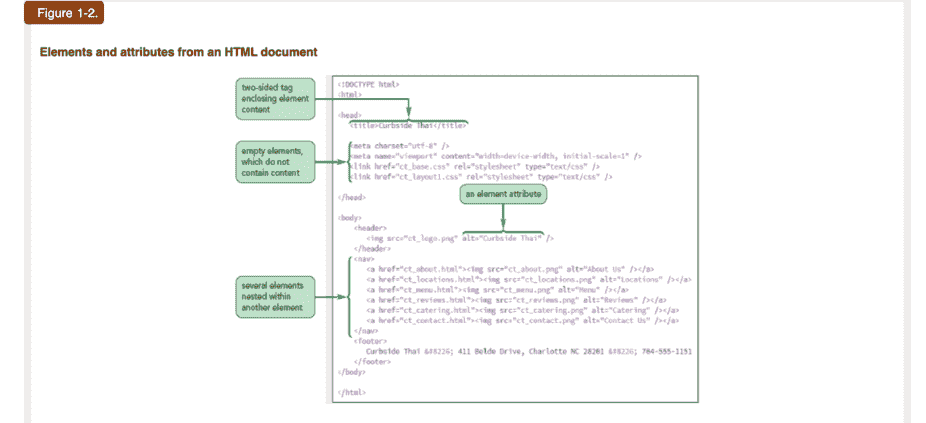 Figure 1-2.
Elements and attributes from an HTML document
two-sided tag
enclosing element
content
<!DOCTYPE html>
<html>
<head>
<title>Curbside Thai</title>
empty elements,
which do not
contain content
<meta charset="utf-8" />
<meta name="viewport" content="width=device-width, initial-scale=1" />
<link href="ct_base.css" rel="stylesheet" type="text/css" />
<link href="ct_layout1.css" rel="stylesheet" type="text/css" />
an element attribute
</head>
<body>
<header>
<img src="ct_logo.png" alt="Curbside Thai" />
</header>
<nav>
<a href="ct_about.html"><img src="ct_about.png" alt="About Us" /></a>
<a href="ct_locations.html"><img src="ct_locations.png" alt="Locations" /></a>
several elements
nested within
another element
<a href="ct_menu.html"><img src="ct_menu.png" alt="Menu" /></a>
<a href="ct_reviews.html"><img src="ct_reviews.png" alt="Reviews" /></a>
<a href="ct_catering.html"><img src="ct_catering.png" alt="Catering" /></a>
<a href="ct_contact.html"><img src="ct_contact.png" alt="Contact Us" /></a>
</nav>
<footer>
Curbside Thai &#8226; 411 Belde Drive, Charlotte NC 28201 &#8226; 704-555-1151
</footer>
</body>
</html>